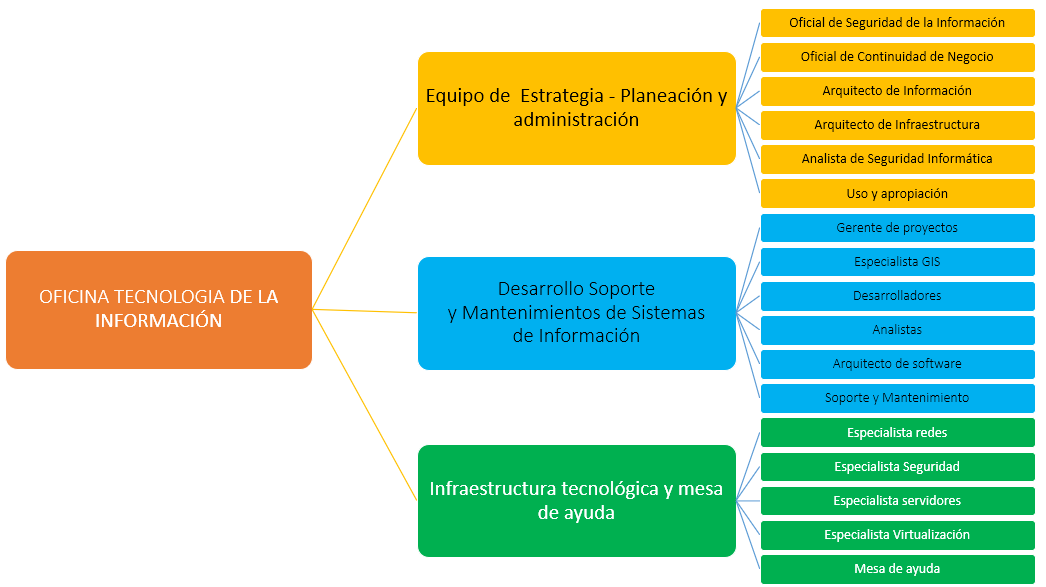 OFICINA TECNOLOGIA DE LA
INFORMACIÓN
Equipo de  Estrategia - Planeación y
administración
Oficial de Seguridad de la Información
Oficial de Continuidad de Negocio
Arquitecto de Información
Arquitecto de Infraestructura
Analista de Seguridad Informática
Uso y apropiación
Desarrollo Soporte
y Mantenimientos de Sistemas
de Información
Gerente de proyectos
Especialista GIS
Desarrolladores
Analistas
Arquitecto de software
Soporte y Mantenimiento
Infraestructura tecnológica y mesa
de ayuda
Especialista redes
Especialista Seguridad
Especialista servidores
Especialista Virtualización
Mesa de ayuda